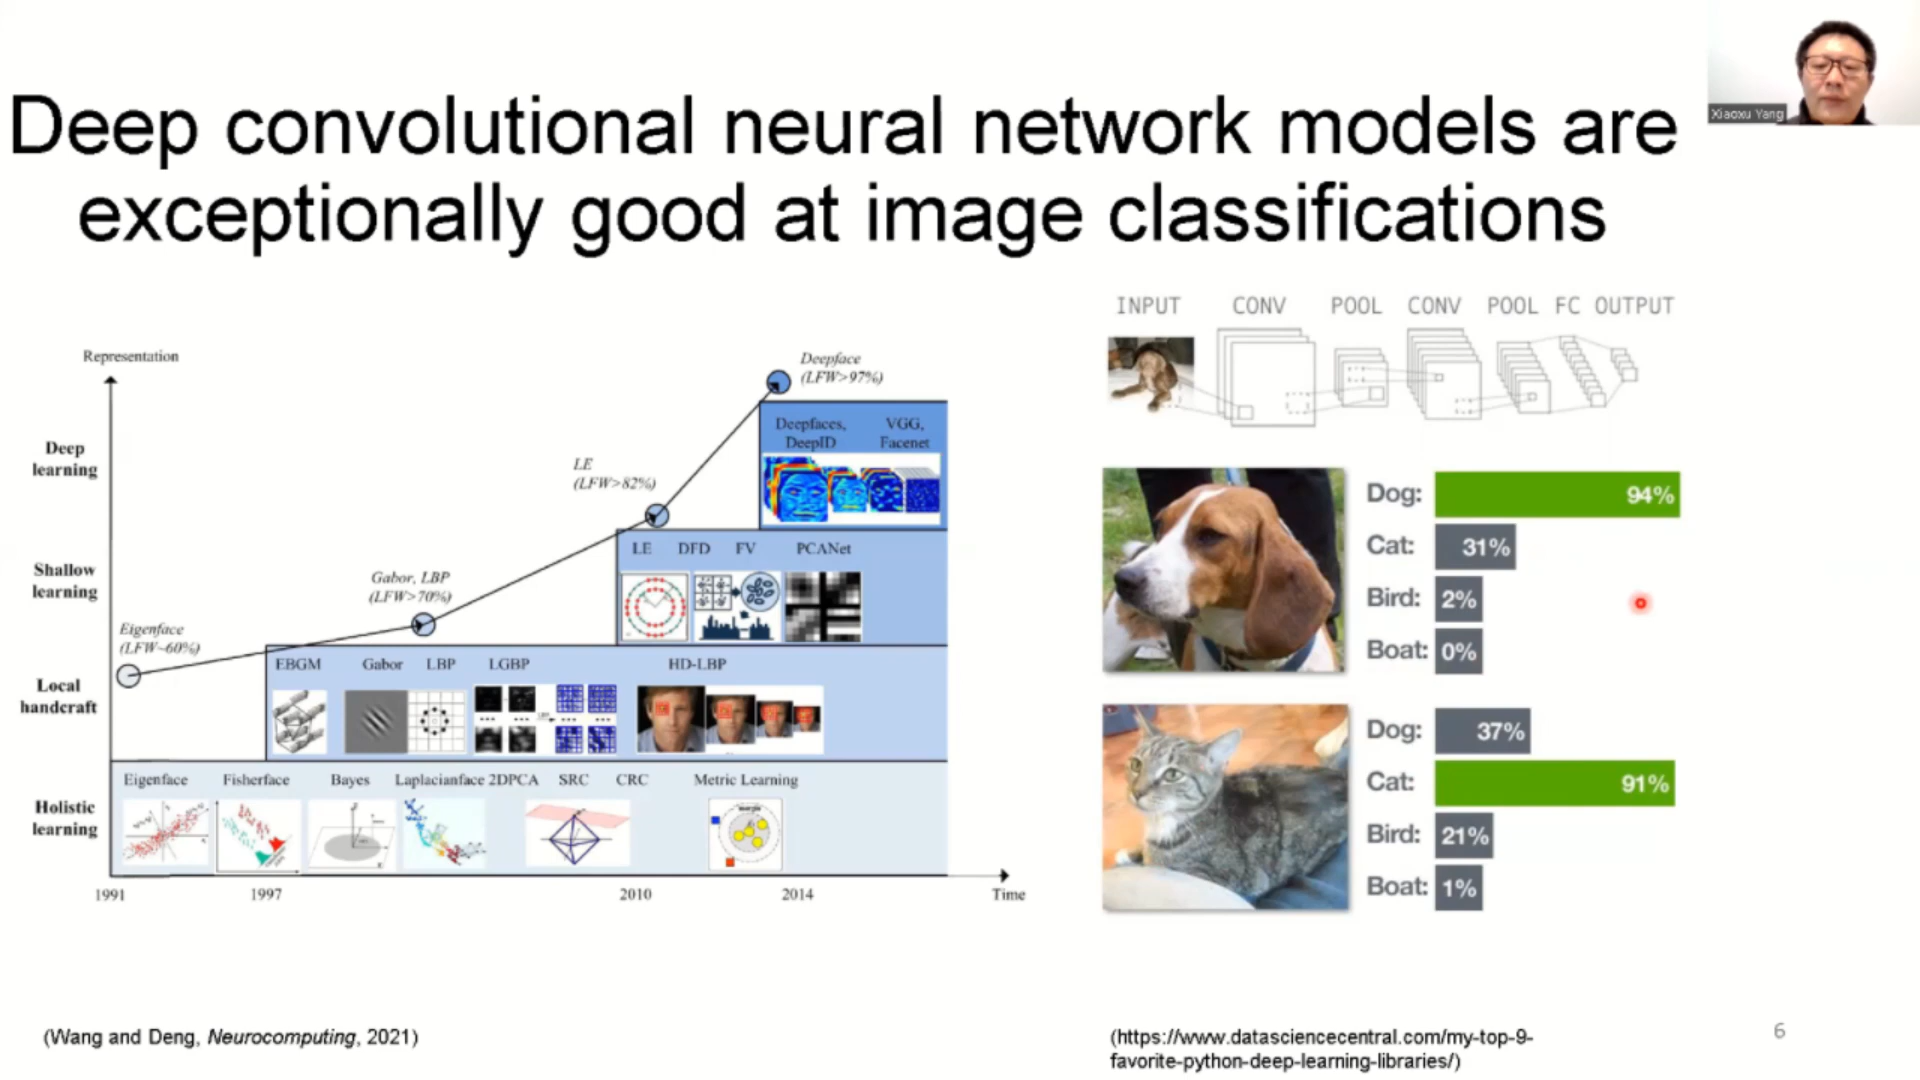 Xiaoxu Yang
Deep convolutional neural network models are
exceptionally good at image classifications
Representation
Deep
learning
Shallow
learning
Local
handcraft
Holistic
learning
Deepface
(LFW>97%)
LE
(LFW>82%)
Gabor, LBP
(LFW>70%)
Eigenface
(LFW~60%)
Deepfaces,
DeepID
VGG,
Facenet
LE DFD FV PCANet
EBGM Gabor LBP LGBP HD-LBP
Eigenface Fisherface Bayes Laplacianface 2DPCA SRC CRC Metric Learning
1991 1997 2010 2014 Time
INPUT CONV POOL CONV POOL FC OUTPUT
Dog: 94%
Cat: 31%
Bird: 2%
Boat: 0%
Dog: 37%
Cat: 91%
Bird: 21%
Boat: 1%
(Wang and Deng, Neurocomputing, 2021)
(https://www.datasciencecentral.com/my-top-9-
favorite-python-deep-learning-libraries/)
6